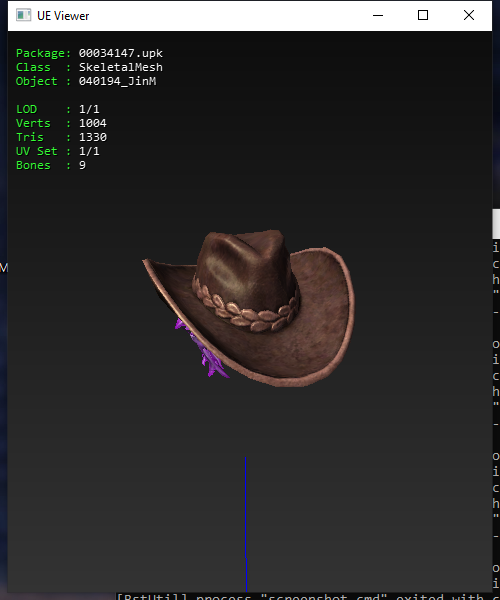 UE Viewer
Package: 00034147.upk
Class : SkeletalMesh
Object : 040194_JinM
LOD : 1/1
Verts : 1004
Tris : 1330
UV Set : 1/1
Bones : 9
M
i
c
h
"
-
o
i
c
h
"
-
o
i
c
h
"
-
o
i
[BstUtil] process "screenshot.cmd" exited with c